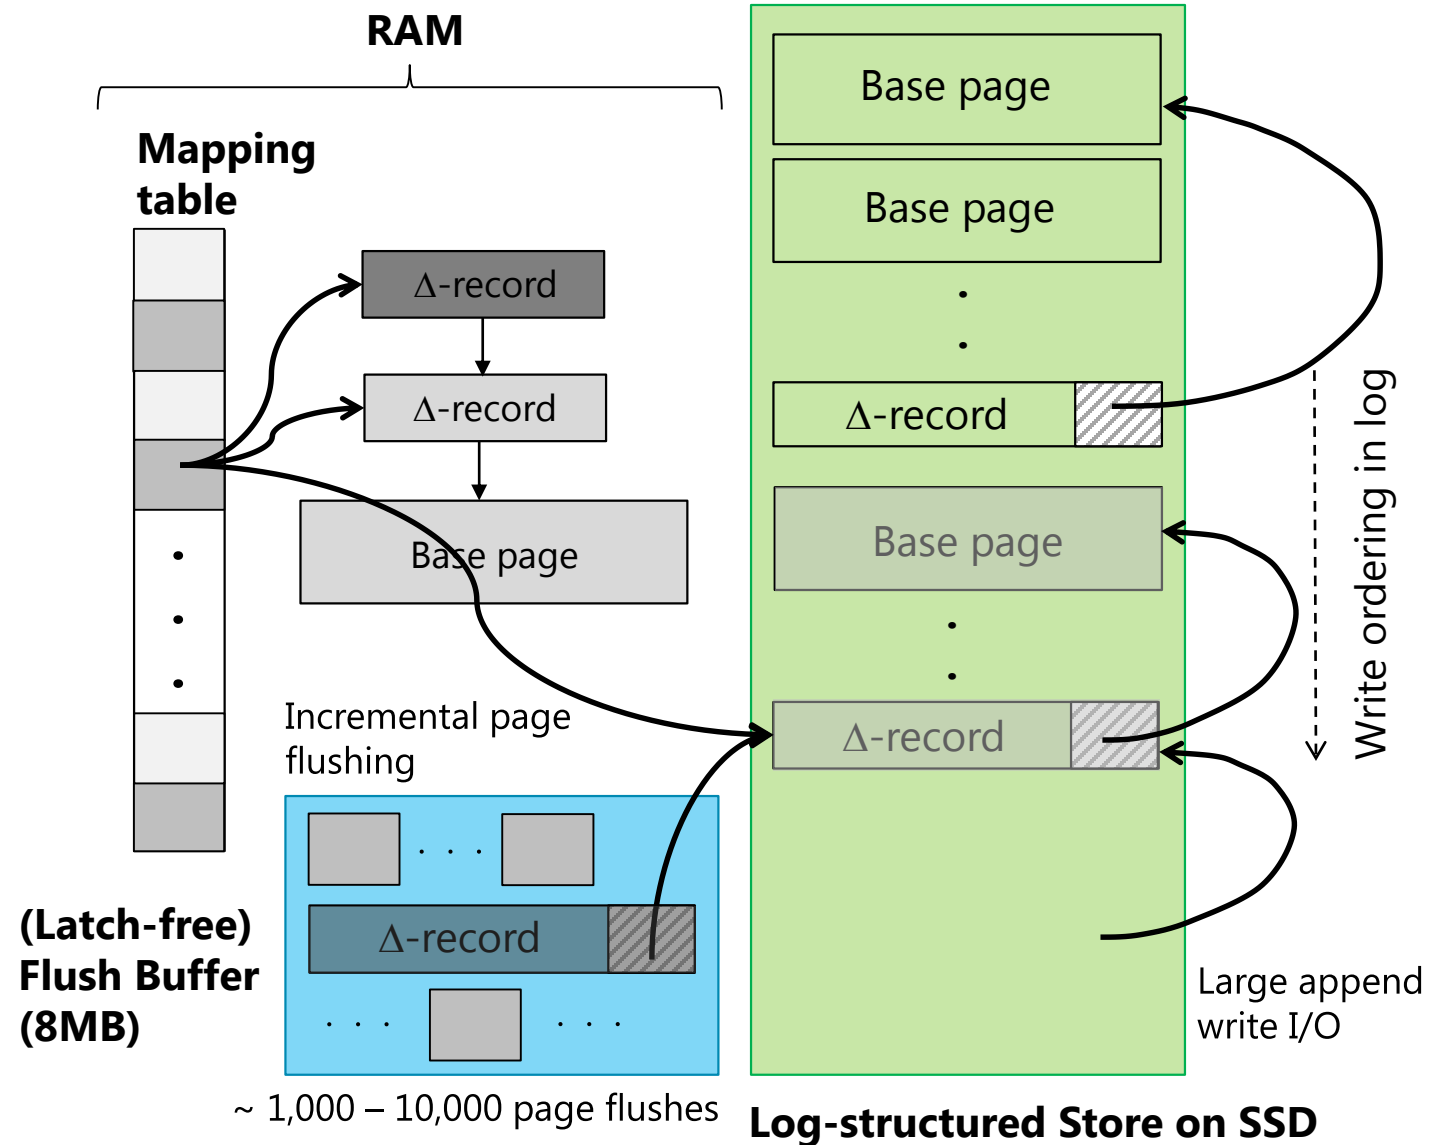 RAM
Mapping
table
Δ-record
Δ-record
Base page
Incremental page
flushing
Δ-record
(Latch-free)
Flush Buffer
(8MB)
~ 1,000 – 10,000 page flushes
Base page
Base page
Δ-record
Base page
Δ-record
Write ordering in log
Large append
write I/O
Log-structured Store on SSD